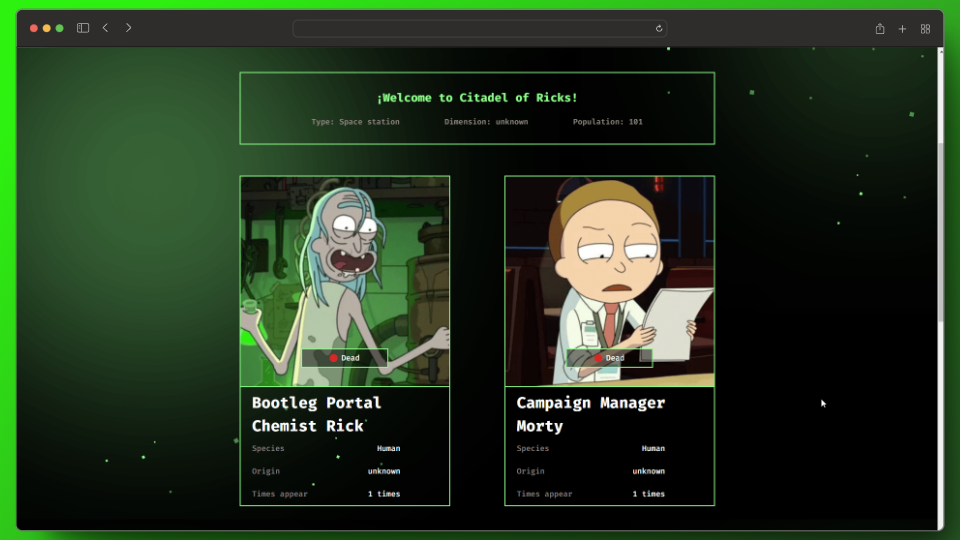 ¡Welcome to Citadel of Ricks!
Type: Space station Dimension: unknown Population: 101
Dead
Bootleg Portal
Chemist Rick
Species Human
Origin unknown
Times appear 1 times
Dead
Campaign Manager
Morty
Species Human
Origin unknown
Times appear 1 times